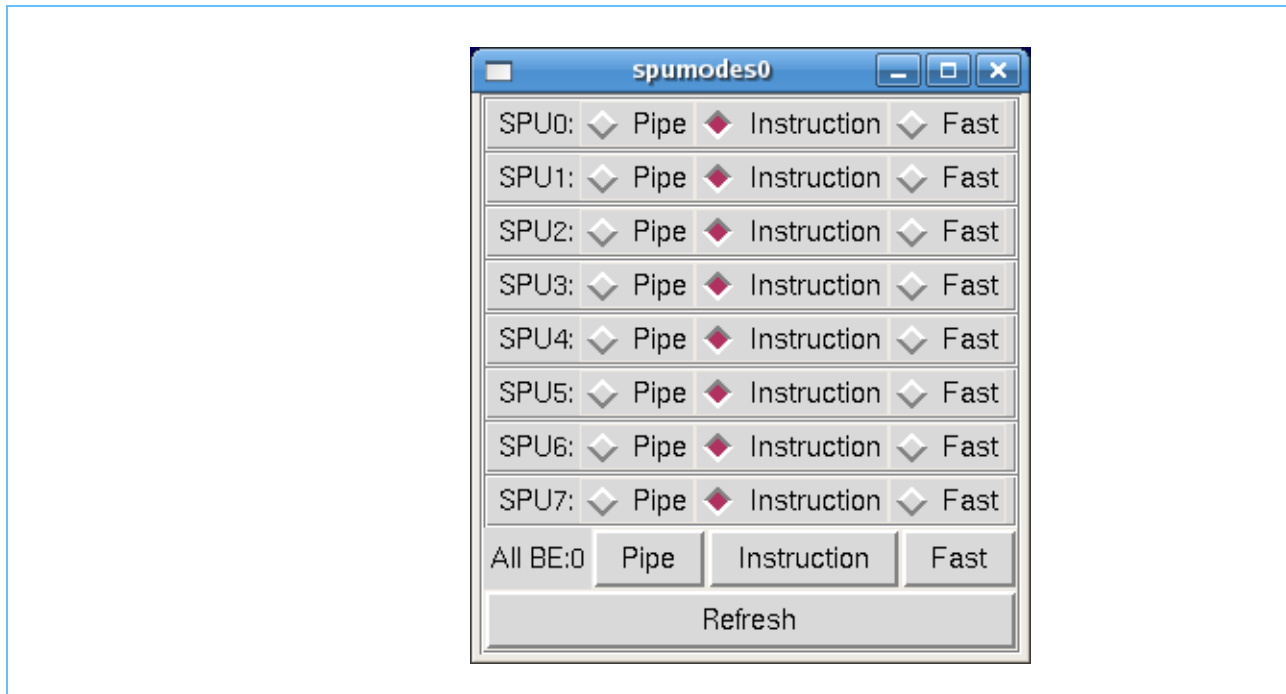 spumodes0
SPU0: Pipe Instruction Fast
SPU1: Pipe Instruction Fast
SPU2: Pipe Instruction Fast
SPU3: Pipe Instruction Fast
SPU4: Pipe Instruction Fast
SPU5: Pipe Instruction Fast
SPU6: Pipe Instruction Fast
SPU7: Pipe Instruction Fast
All BE:0 Pipe Instruction Fast
Refresh